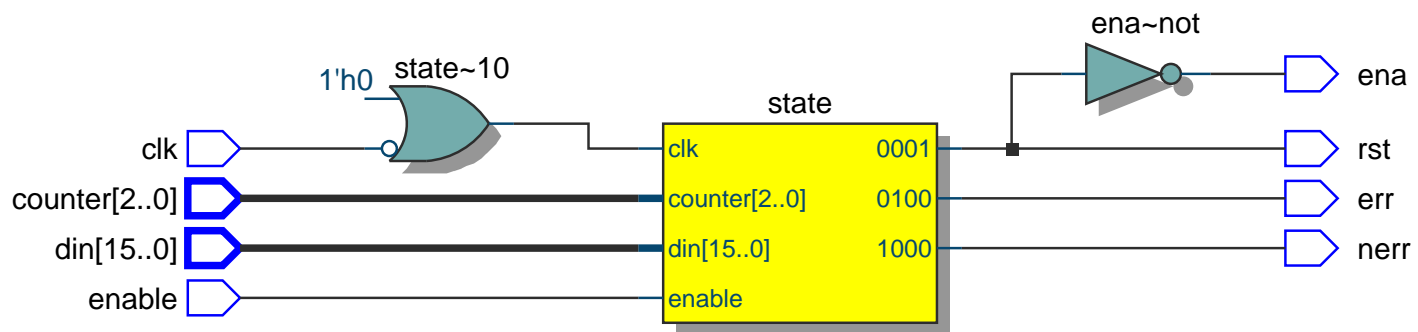 ena~not
1'h0
state~10
ena
state
clk
clk
0001
rst
counter[2..0]
counter[2..0]
0100
err
din[15..0]
din[15..0]
1000
nerr
enable
enable